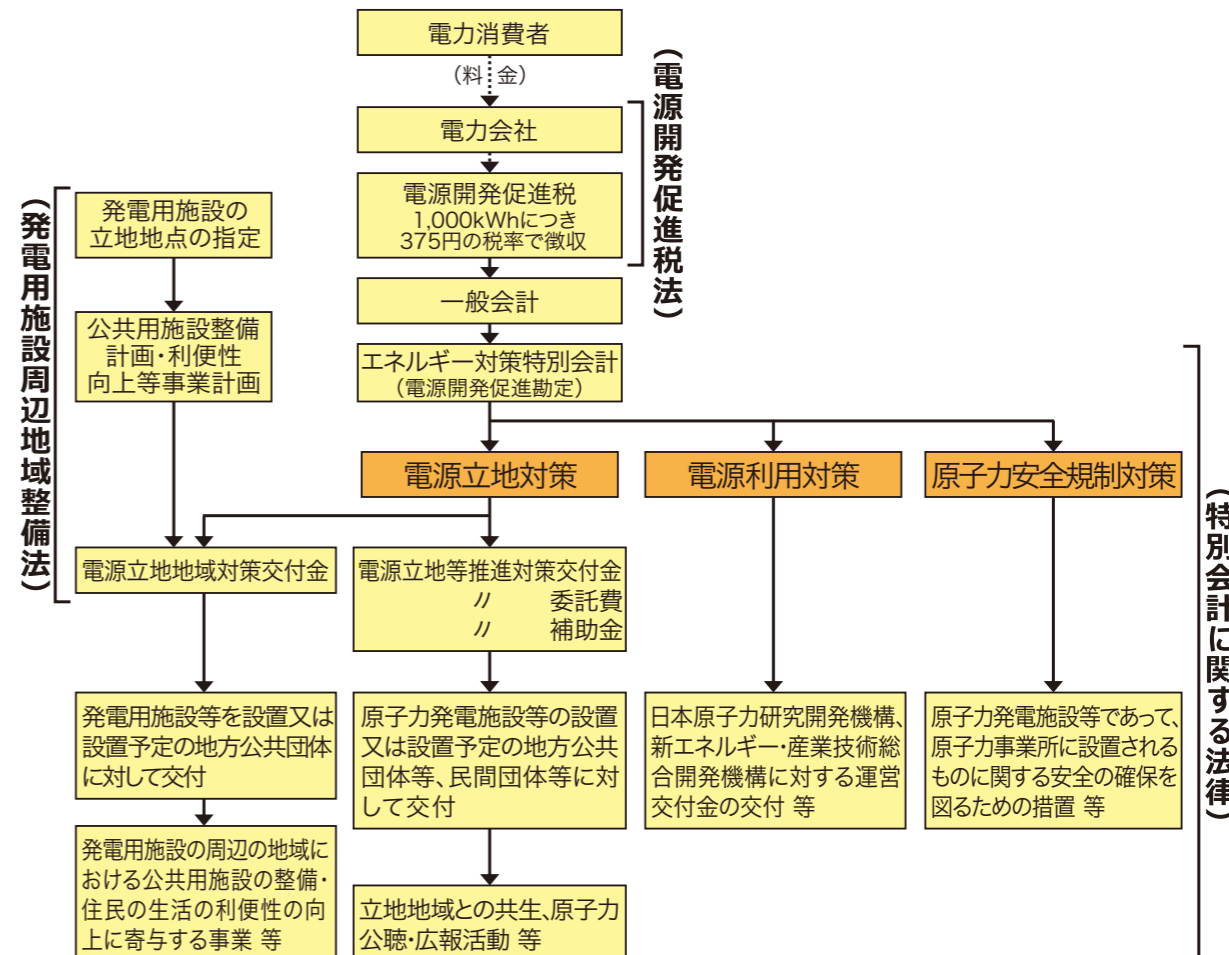 電力消費者
（料金）
電力会社
電源開発促進税
1,000kWhにつき
375円の税率で徴収
（電源開発促進税法）
一般会計
エネルギー対策特別会計
（電源開発促進勘定）
（発電用施設周辺地域整備法）
発電用施設の
立地地点の指定
公共用施設整備
計画・利便性
向上等事業計画
電源立地対策
電源利用対策
原子力安全規制対策
（特別会計に関する法律）
電源立地地域対策交付金
電源立地等推進対策交付金
〃 委託費
〃 補助金
発電用施設等を設置又は
設置予定の地方公共団体
に対して交付
原子力発電施設等の設置
又は設置予定の地方公共
団体等、民間団体等に対
して交付
日本原子力研究開発機構、
新エネルギー・産業技術総
合開発機構に対する運営
交付金の交付 等
原子力発電施設等であって、
原子力事業所に設置される
ものに関する安全の確保を
図るための措置 等
発電用施設の周辺の地域に
おける公共用施設の整備・
住民の生活の利便性の向
上に寄与する事業 等
立地地域との共生、原子力
公聴・広報活動 等